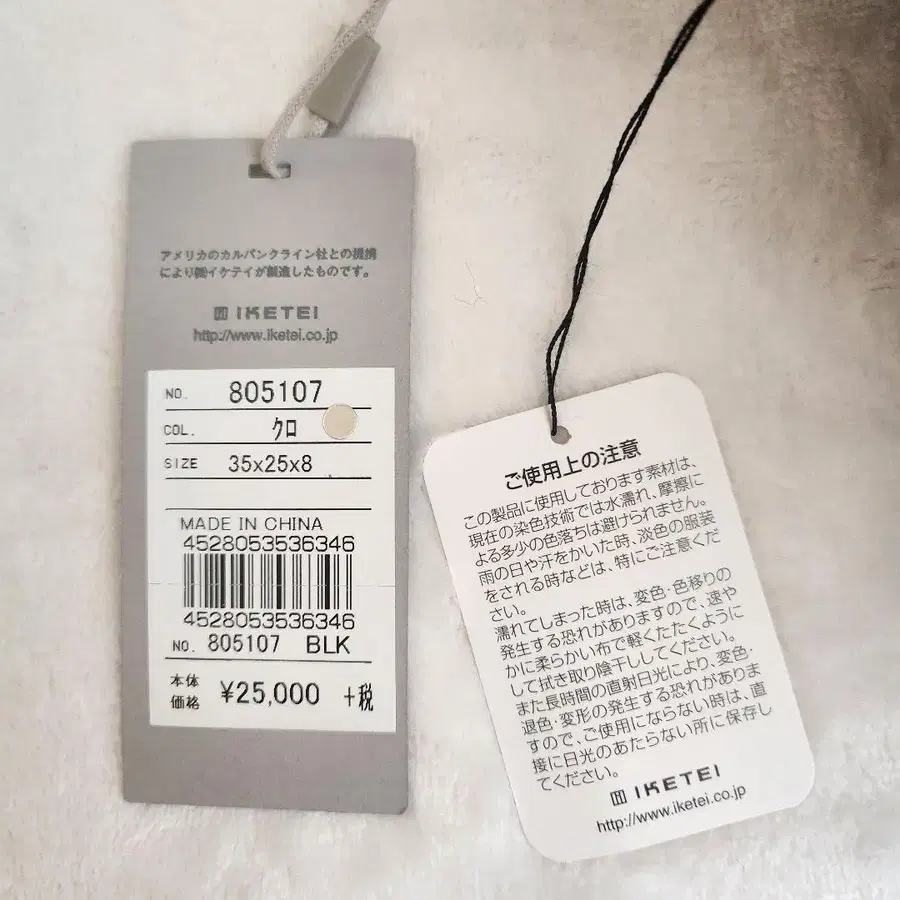 アメリカのカルバンクライン社との提携
により㈱イケテイが製造したものです。
IKETEI
http://www.iketei.co.jp
NO. 805107
COL. クロ
SIZE 35x25x8
MADE IN CHINA
4528053536346
4528053536346
NO. 805107 BLK
本体
価格 ¥25,000 +税
ご使用上の注意
この製品に使用しております素材は、
現在の染色技術では水濡れ、摩擦に
よる多少の色落ちは避けられません。
雨の日や汗をかいた時、淡色の服装
をされる時などは、特にご注意くだ
さい。
濡れてしまった時は、変色・色移りの
発生する恐れがありますので、速や
かに柔らかい布で軽くたたくように
して拭き取り陰干ししてください。
また長時間の直射日光により、変色・
退色・変形の発生する恐れがありま
すので、ご使用にならない時は、直
接に日光のあたらない所に保存し
てください。
IKETEI
http://www.iketei.co.jp